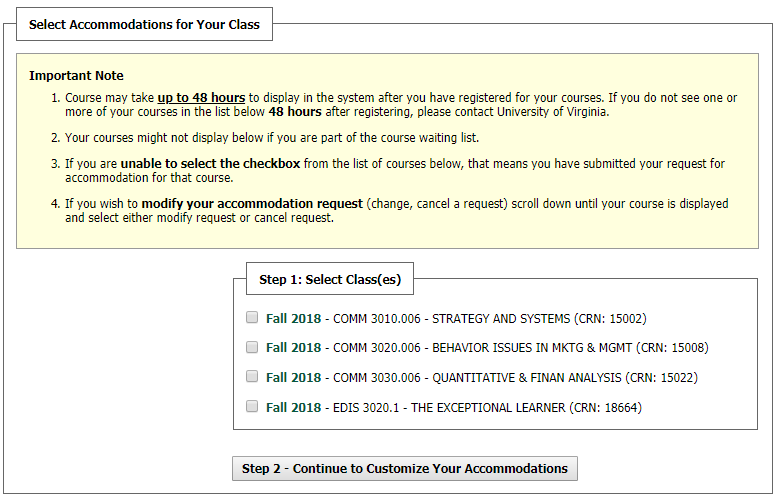 Select Accommodations for Your Class
Important Note
1. Course may take up to 48 hours to display in the system after you have registered for your courses. If you do not see one or
more of your courses in the list below 48 hours after registering, please contact University of Virginia.
2. Your courses might not display below if you are part of the course waiting list.
3. If you are unable to select the checkbox from the list of courses below, that means you have submitted your request for
accommodation for that course.
4. If you wish to modify your accommodation request (change, cancel a request) scroll down until your course is displayed
and select either modify request or cancel request.
Step 1: Select Class(es)
Fall 2018 - COMM 3010.006 - STRATEGY AND SYSTEMS (CRN: 15002)
Fall 2018 - COMM 3020.006 - BEHAVIOR ISSUES IN MKTG & MGMT (CRN: 15008)
Fall 2018 - COMM 3030.006 - QUANTITATIVE & FINAN ANALYSIS (CRN: 15022)
Fall 2018 - EDIS 3020.1 - THE EXCEPTIONAL LEARNER (CRN: 18664)
Step 2 - Continue to Customize Your Accommodations